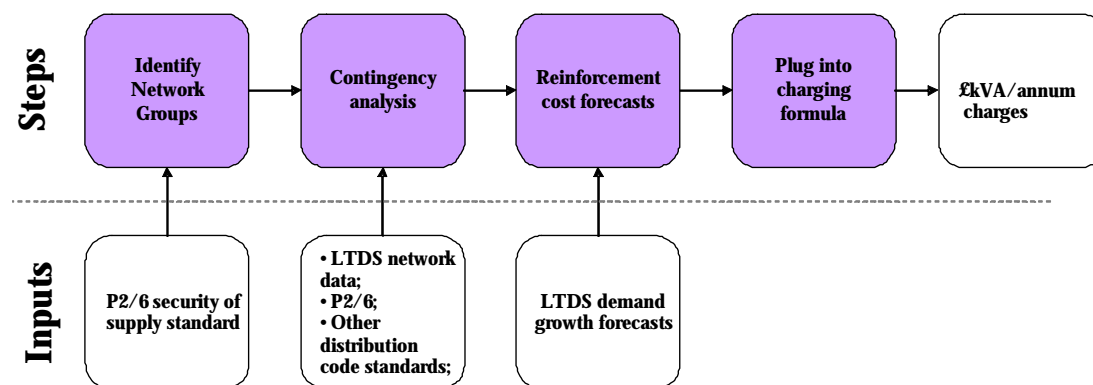 Steps
Identify
Network
Groups
Contingency
analysis
Reinforcement
cost forecasts
Plug into
charging
formula
£kVA/annum
charges
Inputs
P2/6 security of
supply standard
• LTDS network
data;
• P2/6;
• Other
distribution
code standards;
LTDS demand
growth forecasts